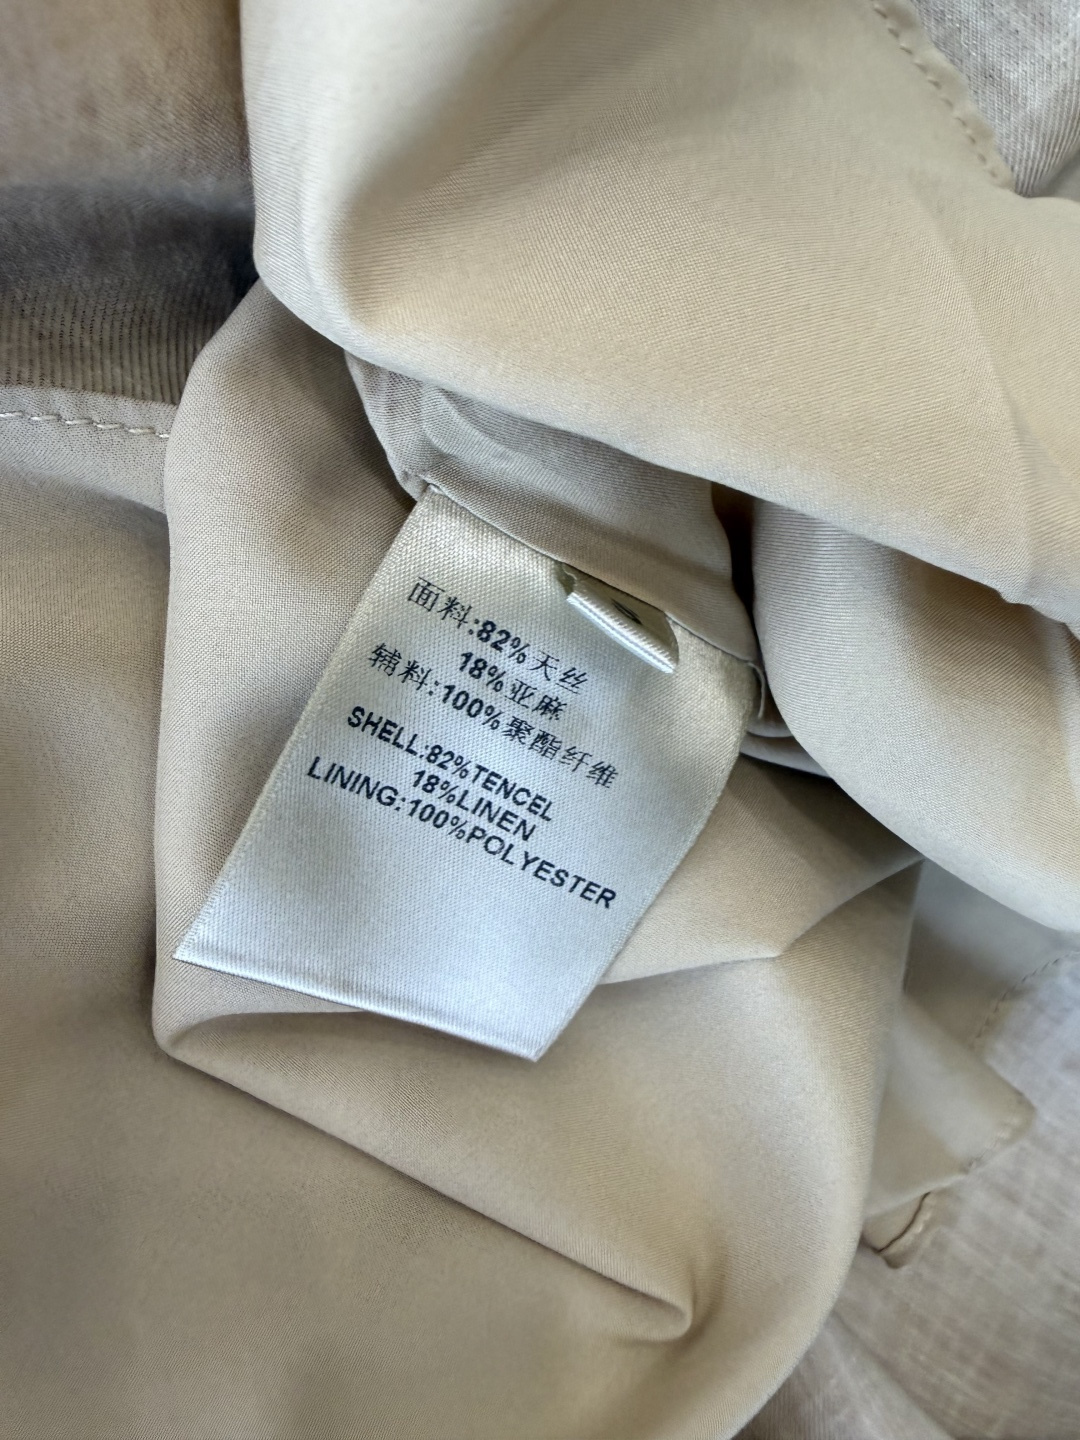 面料:82%天丝
18%亚麻
辅料:100%聚酯纤维
SHELL:82%TENCEL
18%LINEN
LINING:100%POLYESTER